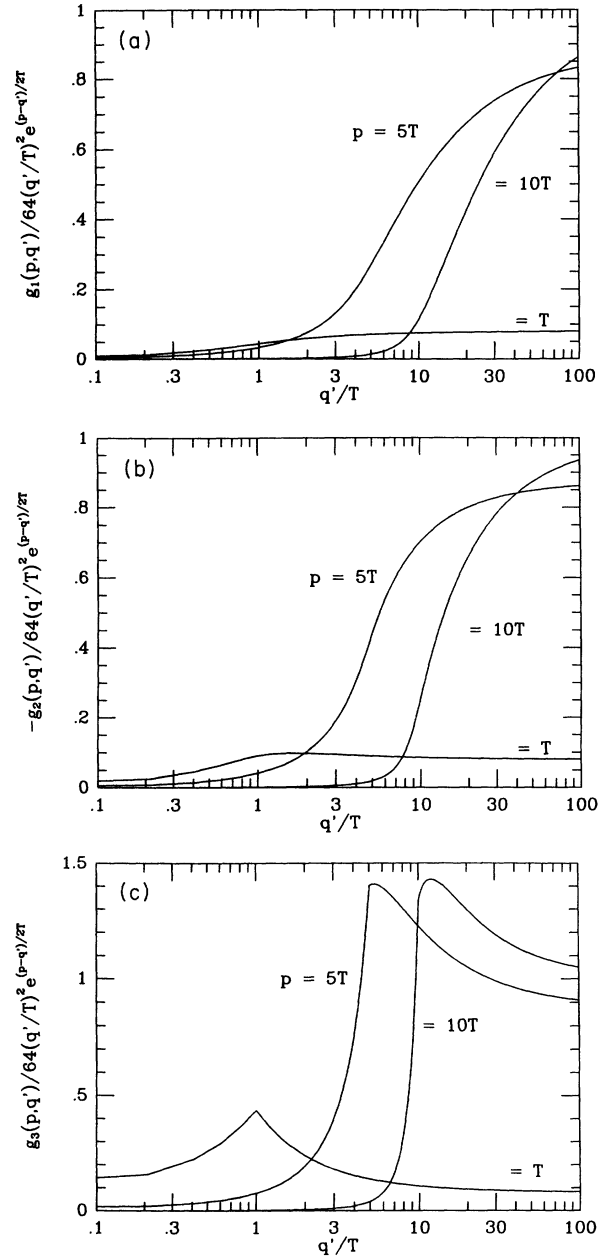 (a)
g₁(p,q')/64(q'/T)² e^(p-q')/2T
1
.8
.6
.4
.2
0
p = 5T
= 10T
= T
.1 .3 1 3 10 30 100
q'/T
(b)
-g₂(p,q')/64(q'/T)² e^(p-q')/2T
1
.8
.6
.4
.2
0
p = 5T
= 10T
= T
.1 .3 1 3 10 30 100
q'/T
(c)
g₃(p,q')/64(q'/T)² e^(p-q')/2T
1.5
1
.5
0
p = 5T
= 10T
= T
.1 .3 1 3 10 30 100
q'/T